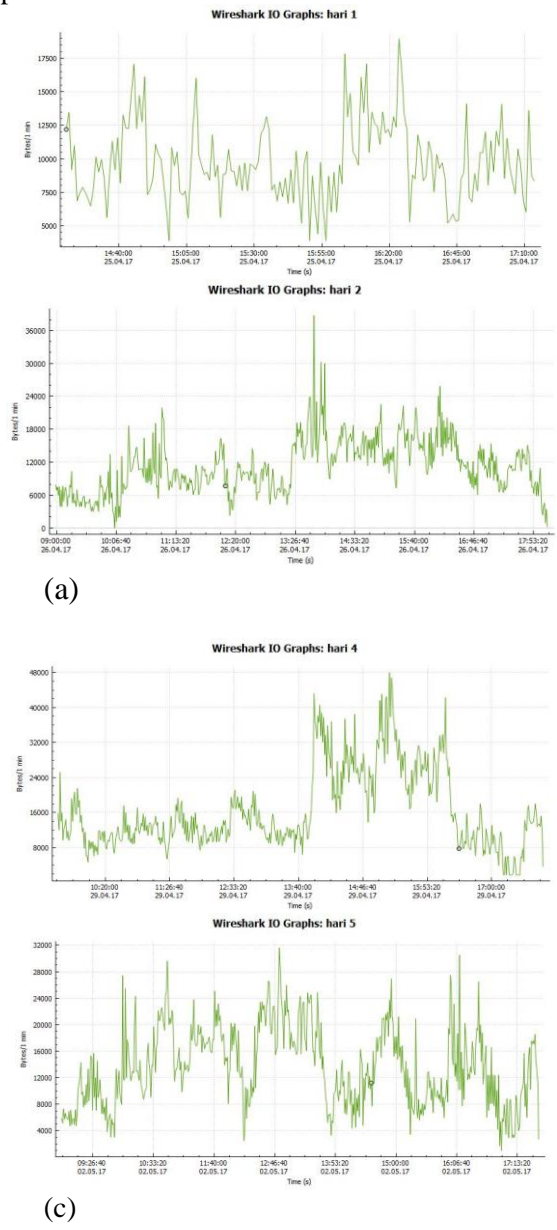 Wireshark IO Graphs: hari 1
17500
15000
12500
10000
7500
5000
Bytes/1 min
14:40:00 15:05:00 15:30:00 15:55:00 16:20:00 16:45:00 17:10:00
25.04.17 25.04.17 25.04.17 25.04.17 25.04.17 25.04.17 25.04.17
Time (s)
Wireshark IO Graphs: hari 2
36000
30000
24000
18000
12000
6000
0
Bytes/1 min
09:00:00 10:06:40 11:13:20 12:20:00 13:26:40 14:33:20 15:40:00 16:46:40 17:53:20
26.04.17 26.04.17 26.04.17 26.04.17 26.04.17 26.04.17 26.04.17 26.04.17 26.04.17
Time (s)
(a)
Wireshark IO Graphs: hari 4
48000
40000
32000
24000
16000
8000
Bytes/1 min
10:20:00 11:26:40 12:33:20 13:40:00 14:46:40 15:53:20 17:00:00
29.04.17 29.04.17 29.04.17 29.04.17 29.04.17 29.04.17 29.04.17
Time (s)
Wireshark IO Graphs: hari 5
32000
28000
24000
20000
16000
12000
8000
4000
Bytes/1 min
09:26:40 10:33:20 11:40:00 12:46:40 13:53:20 15:00:00 16:06:40 17:13:20
02.05.17 02.05.17 02.05.17 02.05.17 02.05.17 02.05.17 02.05.17 02.05.17
Time (s)
(c)